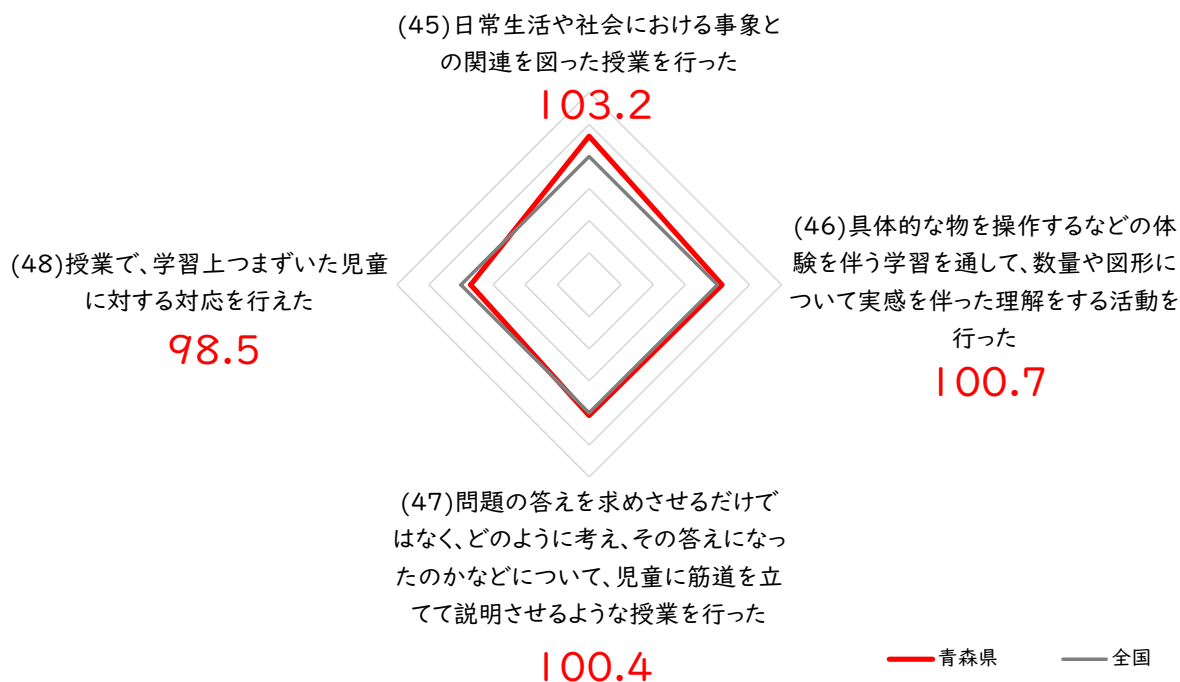 (45)日常生活や社会における事象と
の関連を図った授業を行った
103.2
(46)具体的な物を操作するなどの体
験を伴う学習を通して、数量や図形に
ついて実感を伴った理解をする活動を
行った
100.7
(47)問題の答えを求めさせるだけで
はなく、どのように考え、その答えになっ
たのかなどについて、児童に筋道を立
てて説明させるような授業を行った
100.4
(48)授業で、学習上つまずいた児童
に対する対応を行えた
98.5
青森県
全国